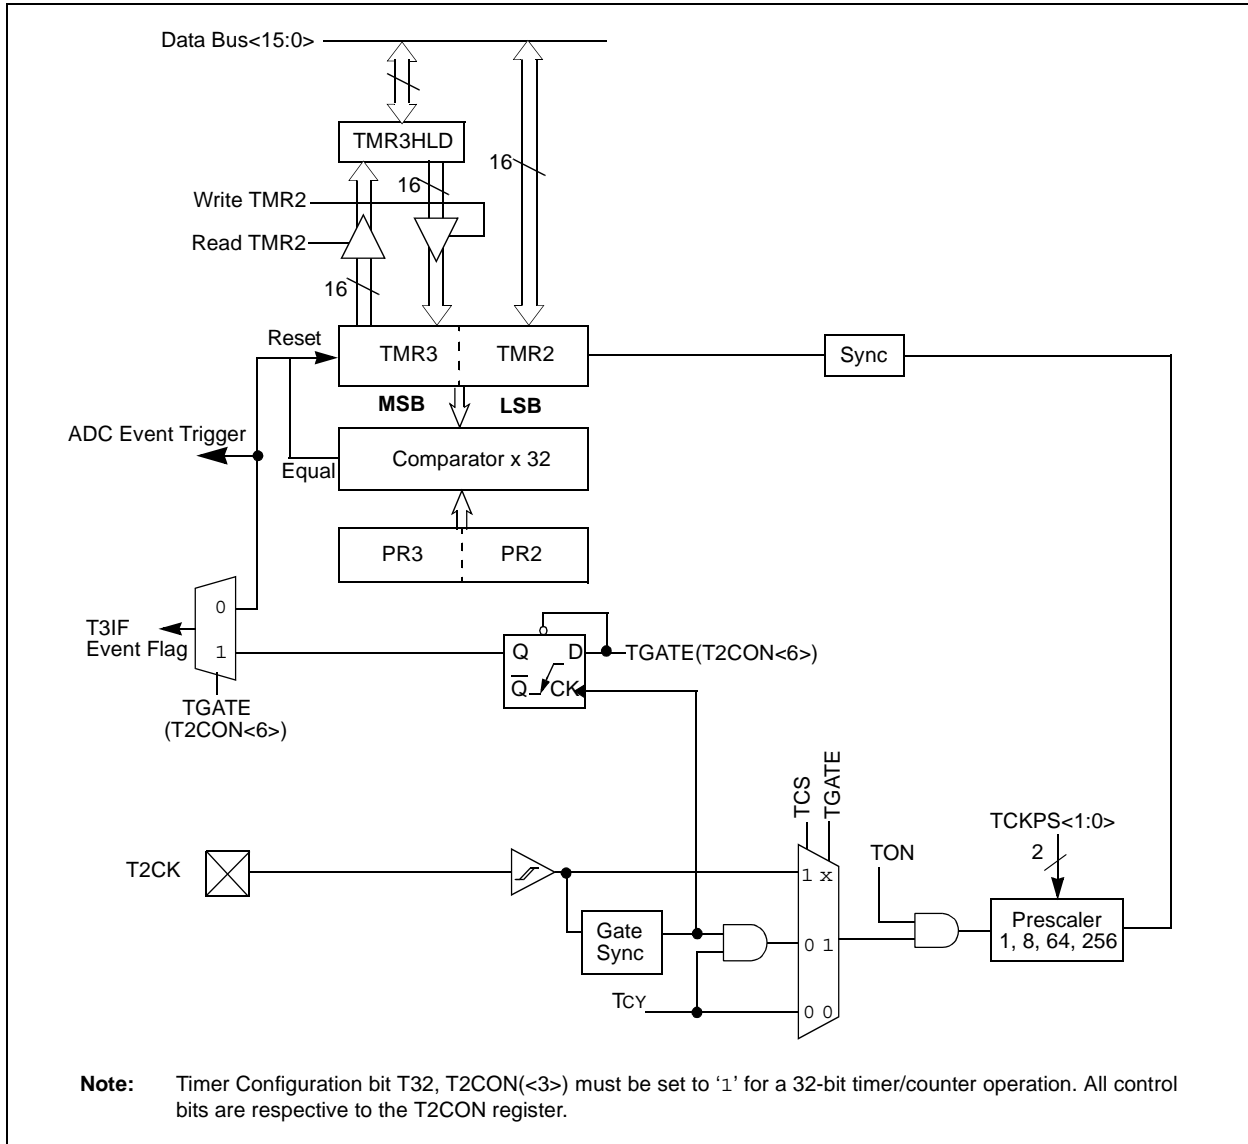 Data Bus<15:0>
TMR3HLD
16
16
Write TMR2
Read TMR2
16
Reset
TMR3
TMR2
Sync
MSB
LSB
ADC Event Trigger
Equal
Comparator x 32
PR3
PR2
0
1
T3IF
Event Flag
Q
D
TGATE(T2CON<6>)
Q̅
CK
TGATE
(T2CON<6>)
TCS
TGATE
TCKPS<1:0>
2
TON
T2CK
1 x
Prescaler
1, 8, 64, 256
Gate
Sync
0 1
TCY
0 0
Note: Timer Configuration bit T32, T2CON(<3>) must be set to ‘1’ for a 32-bit timer/counter operation. All control
bits are respective to the T2CON register.